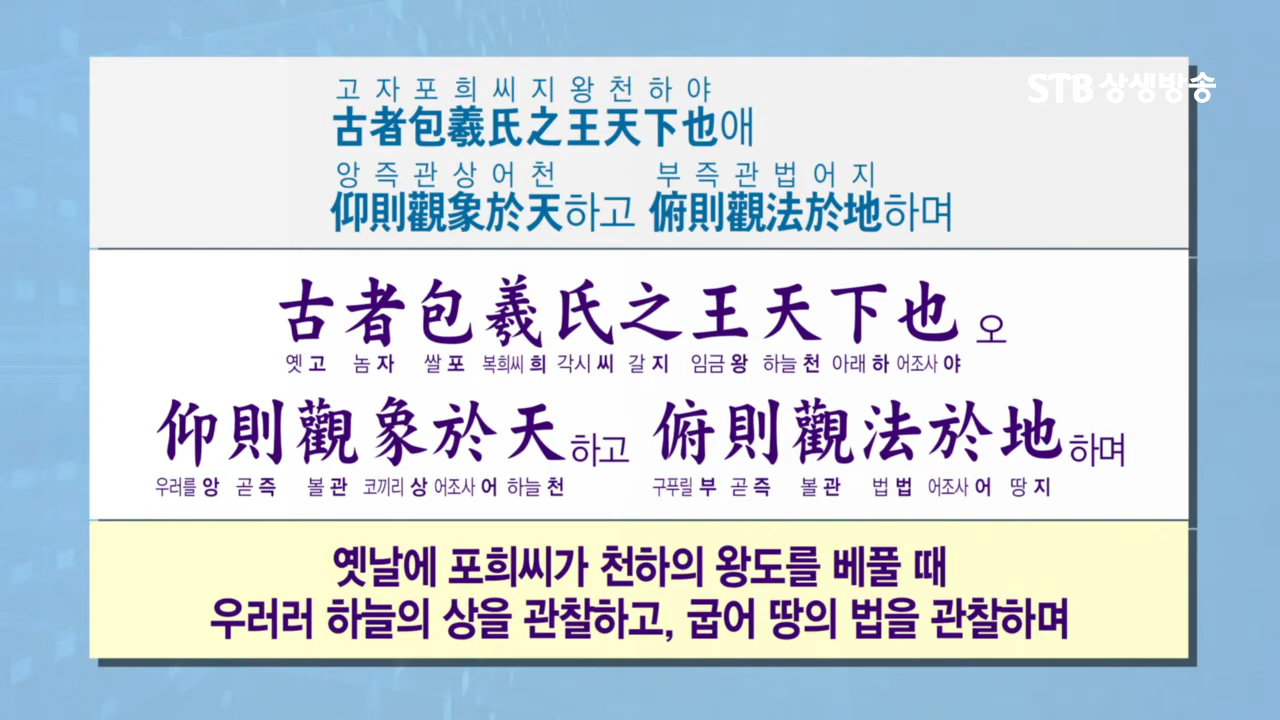 STB 상생방송
고자포희씨지왕천하야
古者包羲氏之王天下也애
앙즉관상어천 부즉관법어지
仰則觀象於天하고 俯則觀法於地하며
古者包羲氏之王天下也오
옛 고 놈 자 쌀 포 복희씨 희 각시 씨 갈 지 임금 왕 하늘 천 아래 하 어조사 야
仰則觀象於天하고 俯則觀法於地하며
우러를 앙 곧 즉 볼 관 코끼리 상 어조사 어 하늘 천 구푸릴 부 곧 즉 볼 관 법 법 어조사 어 땅 지
옛날에 포희씨가 천하의 왕도를 베풀 때
우러러 하늘의 상을 관찰하고, 굽어 땅의 법을 관찰하며